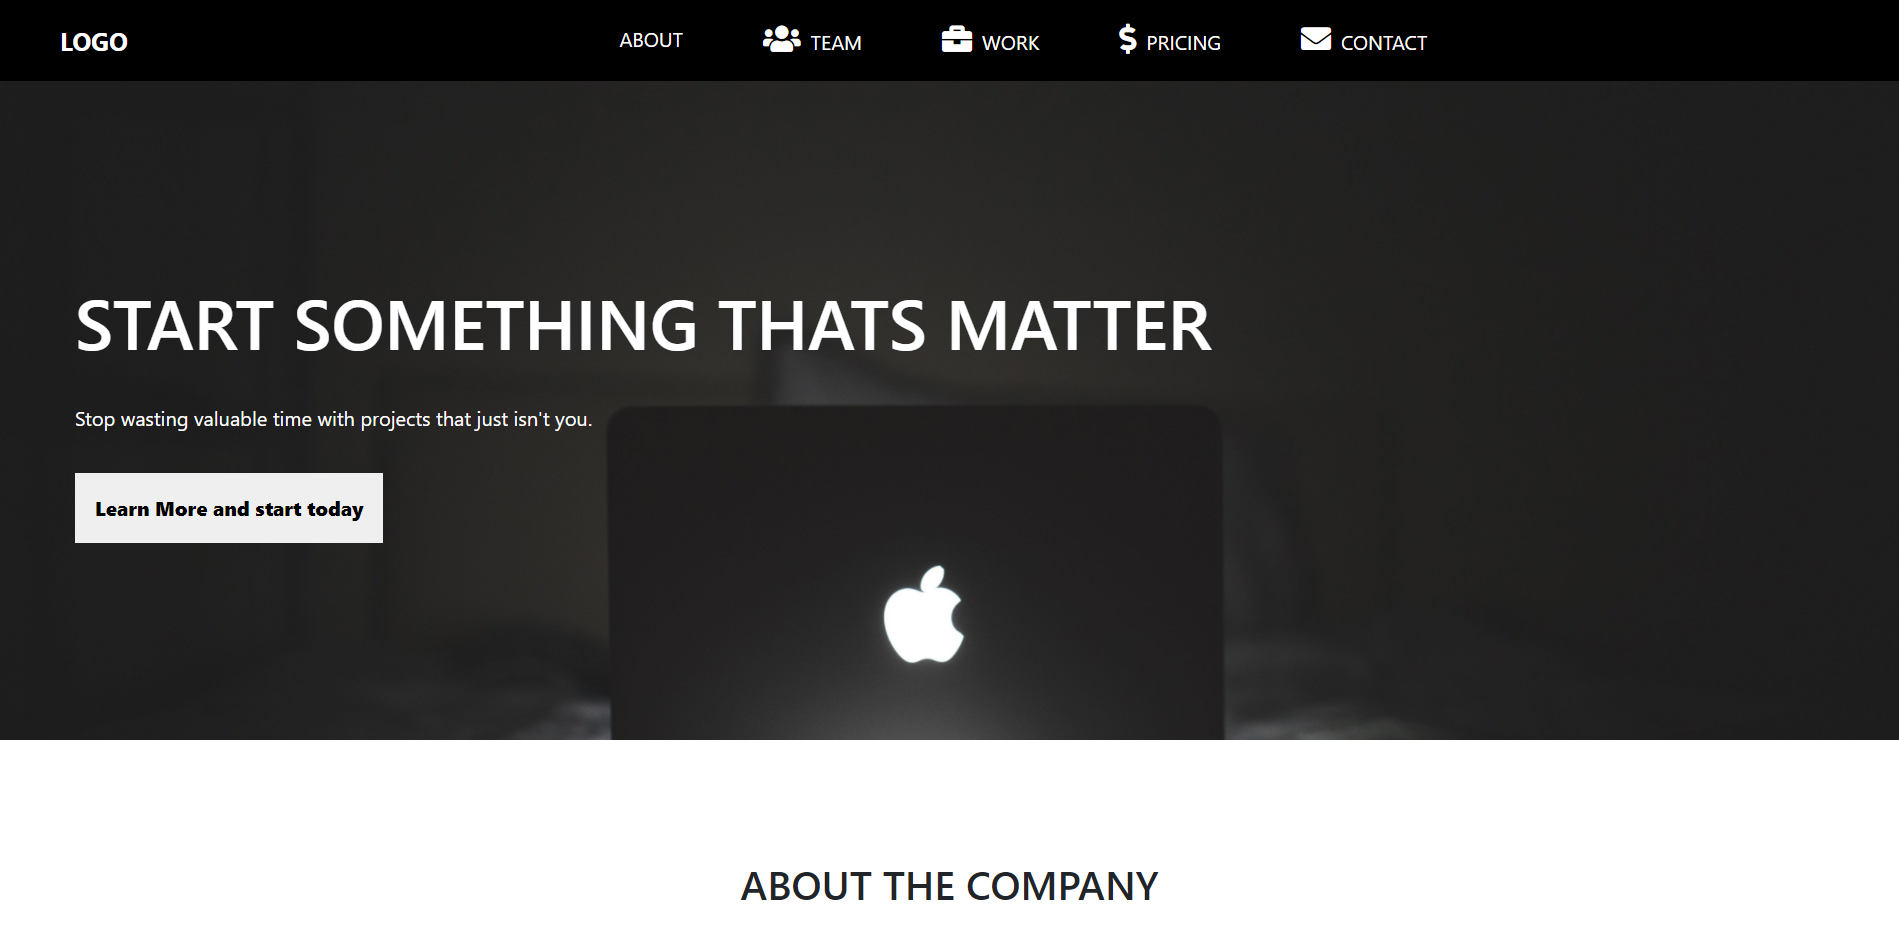 LOGO ABOUT TEAM WORK PRICING CONTACT
START SOMETHING THATS MATTER
Stop wasting valuable time with projects that just isn't you.
Learn More and start today
ABOUT THE COMPANY